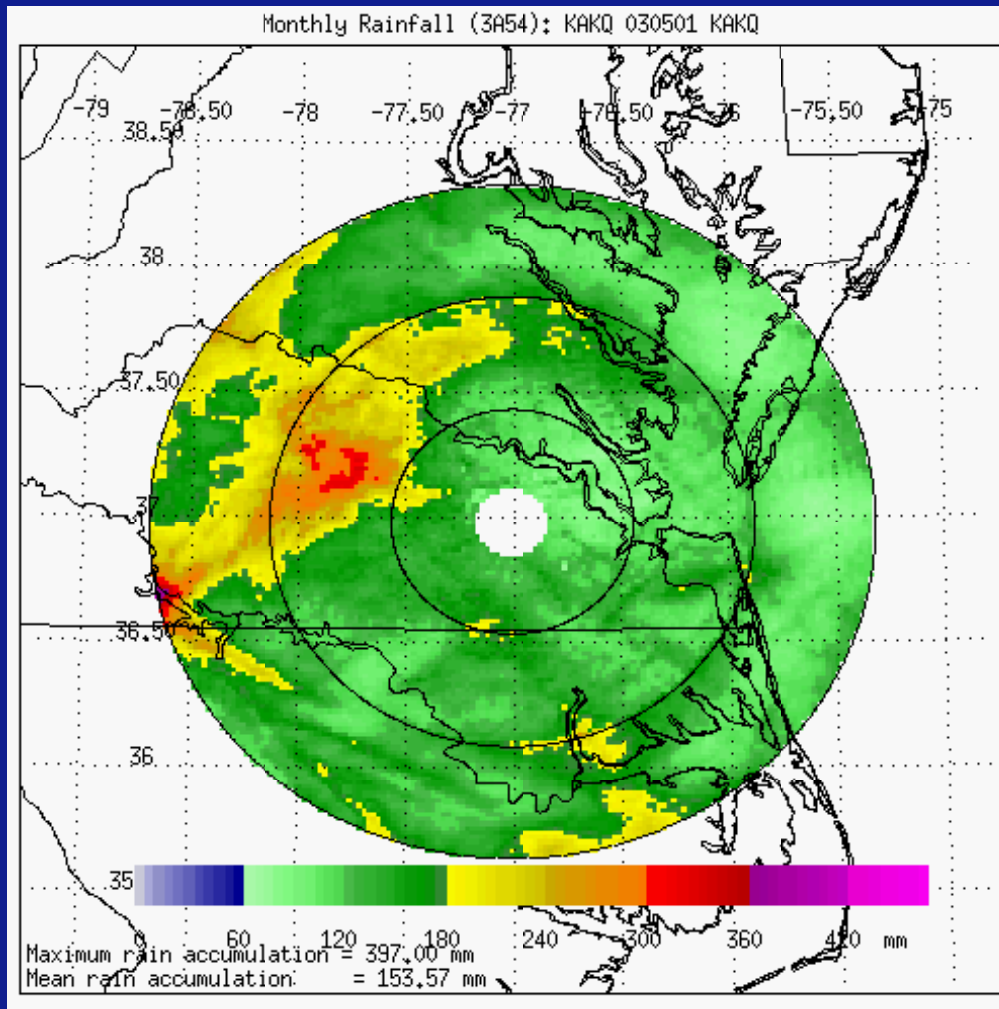 Monthly Rainfall (3A54): KAKQ 030501 KAKQ
-79 -78.50 -78 -77.50 -77 -76.50 -76 -75.50 -75
38.50
38
37.50
37
36.50
36
35
0 60 120 180 240 300 360 420 mm
Maximum rain accumulation = 397.00 mm
Mean rain accumulation = 153.57 mm